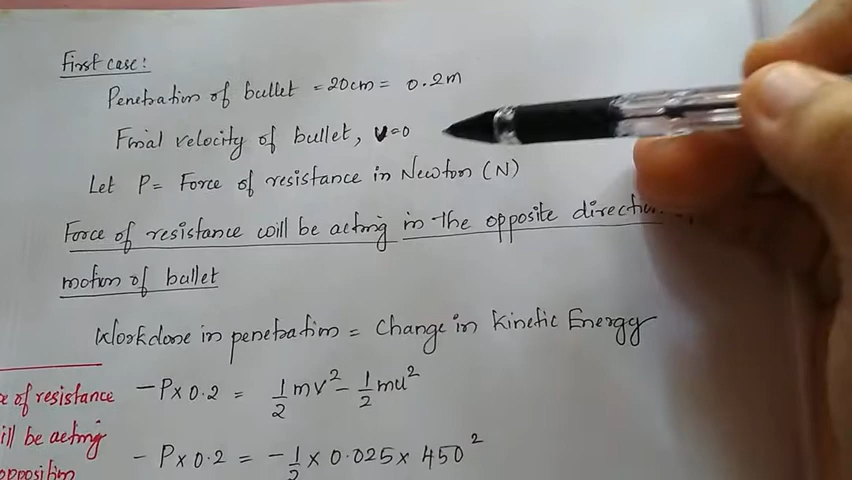 First case:
Penetration of bullet = 20cm = 0.2m
Final velocity of bullet, v=0
Let P = Force of resistance in Newton (N)
Force of resistance will be acting in the opposite
motion of bullet
Workdone in penetration = Change in Kinetic Energy
of resistance
-P×0.2 = 1/2 mv² - 1/2 mu²
be acting
-P×0.2 = -1/2 × 0.025 × 450²